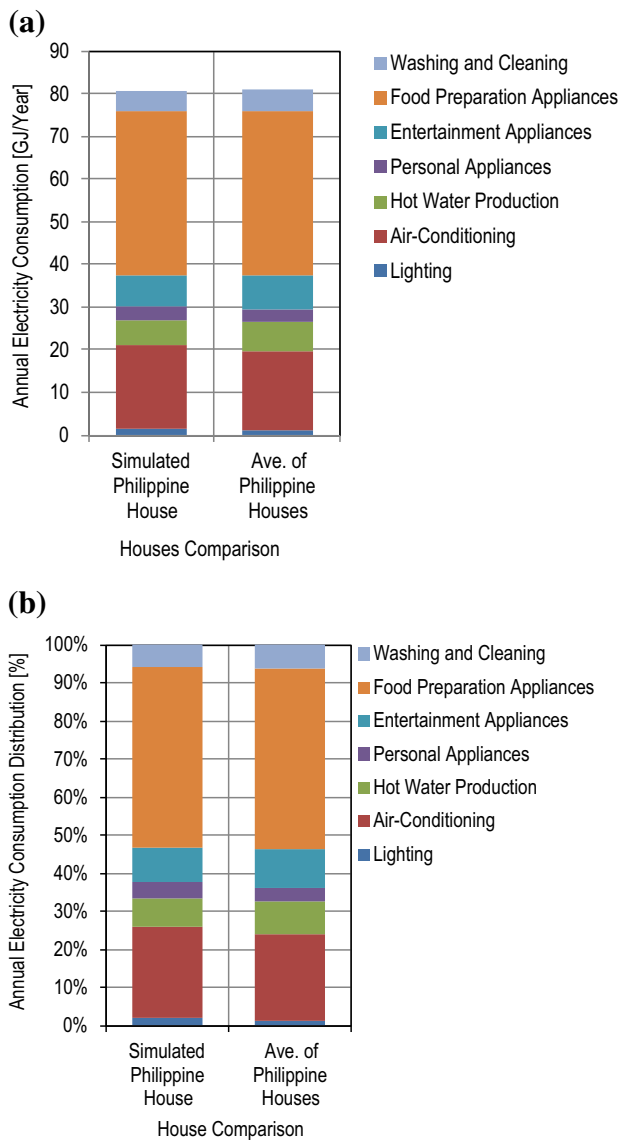 (a)
Annual Electricity Consumption [GJ/Year]
90
80
70
60
50
40
30
20
10
0
Simulated
Philippine
House
Ave. of
Philippine
Houses
Houses Comparison
Washing and Cleaning
Food Preparation Appliances
Entertainment Appliances
Personal Appliances
Hot Water Production
Air-Conditioning
Lighting
(b)
Annual Electricity Consumption Distribution [%]
100%
90%
80%
70%
60%
50%
40%
30%
20%
10%
0%
Simulated
Philippine
House
Ave. of
Philippine
Houses
House Comparison
Washing and Cleaning
Food Preparation Appliances
Entertainment Appliances
Personal Appliances
Hot Water Production
Air-Conditioning
Lighting